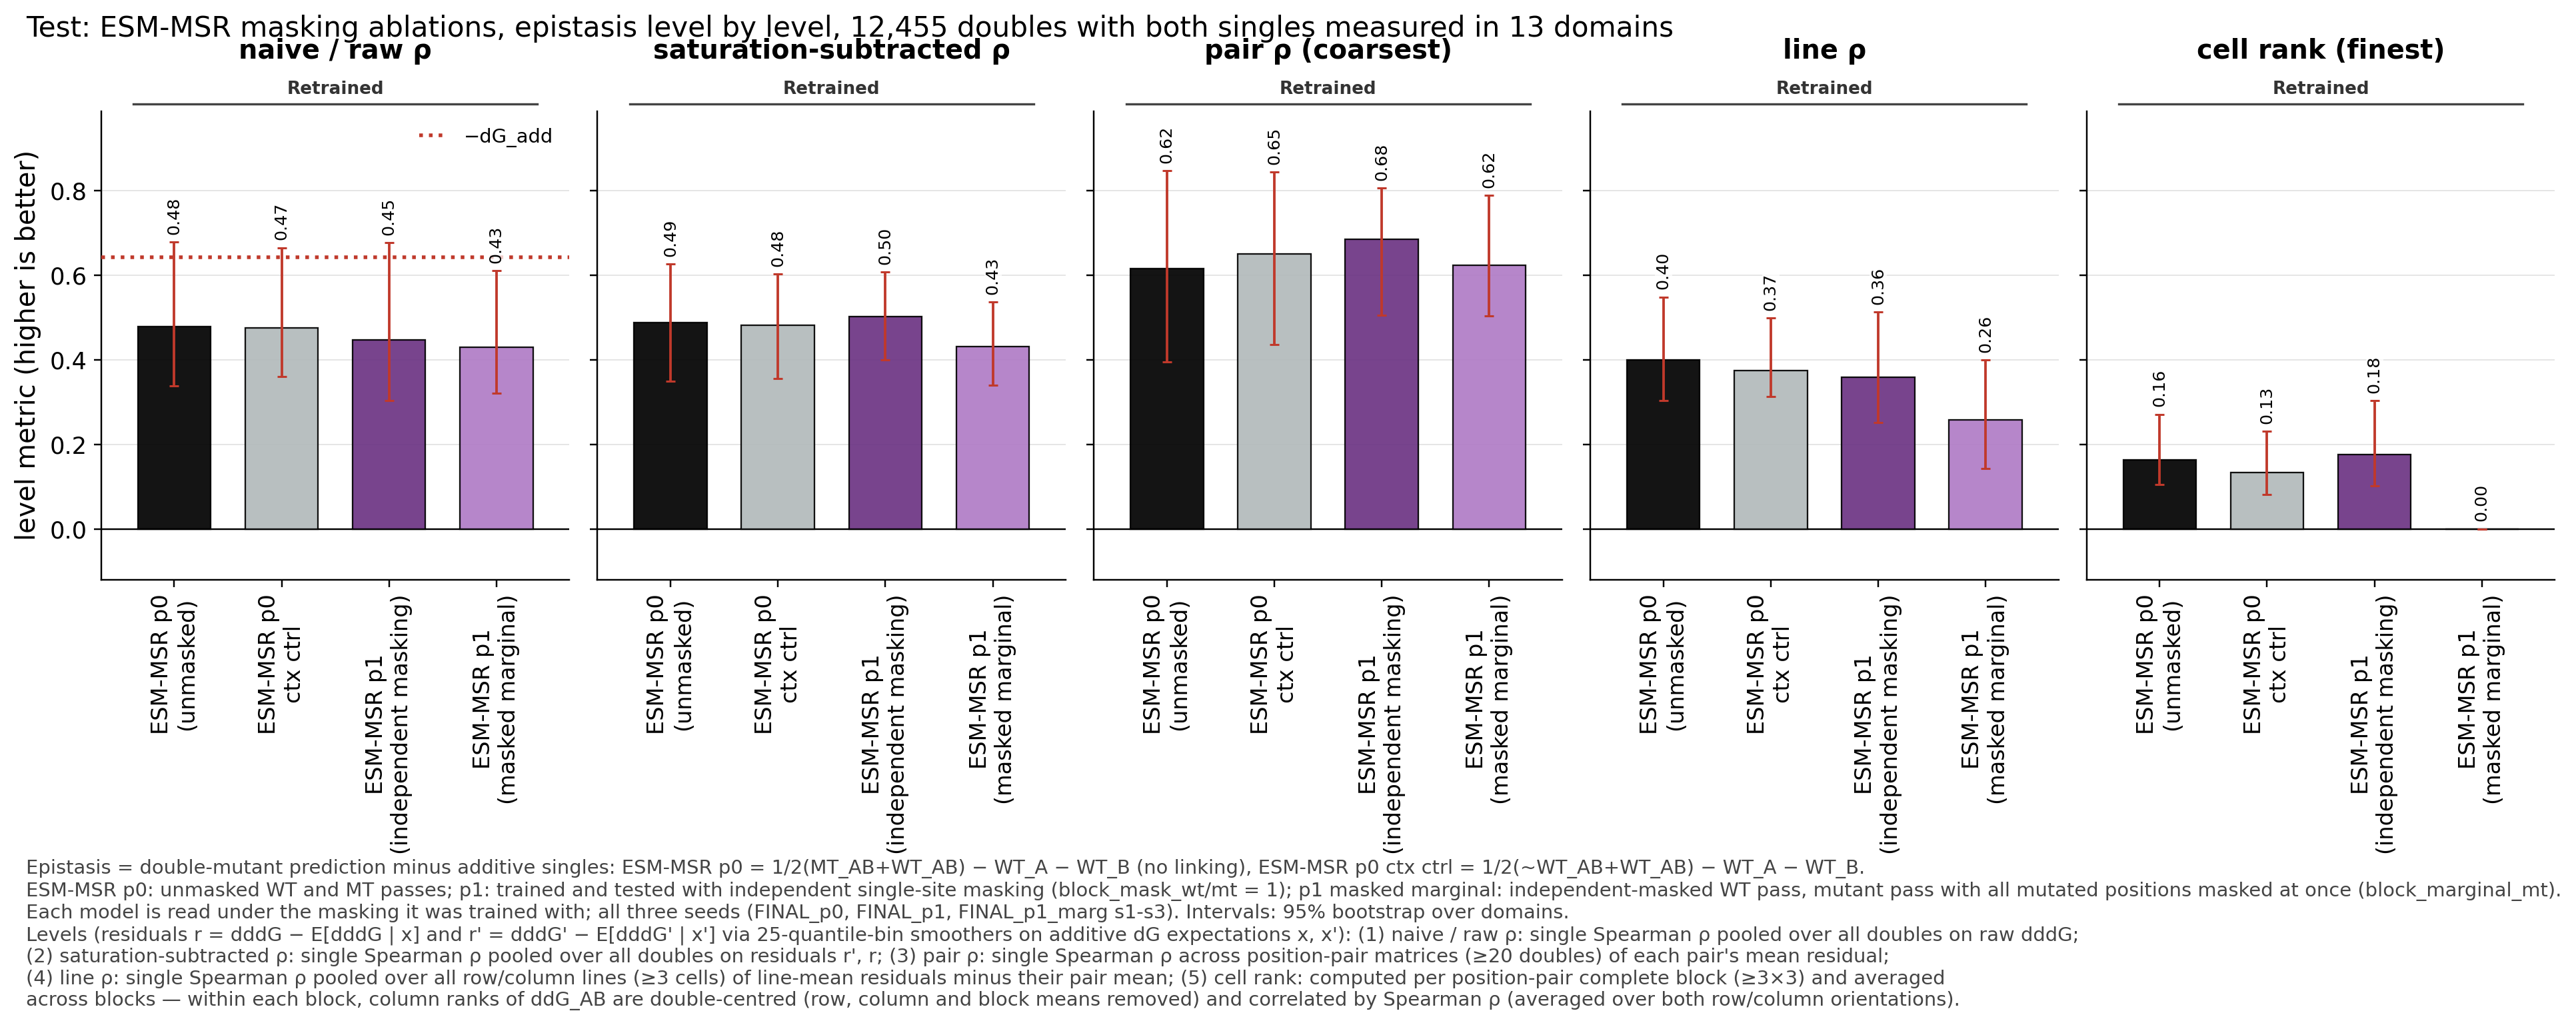 Test: ESM-MSR masking ablations, epistasis level by level, 12,455 doubles with both singles measured in 13 domains
naive / raw ρ
Retrained
−dG_add
level metric (higher is better)
0.8
0.6
0.4
0.2
0.0
0.48
0.47
0.45
0.43
ESM-MSR p0
(unmasked)
ESM-MSR p0
ctx ctrl
ESM-MSR p1
(independent masking)
ESM-MSR p1
(masked marginal)
saturation-subtracted ρ
Retrained
0.49
0.48
0.50
0.43
ESM-MSR p0
(unmasked)
ESM-MSR p0
ctx ctrl
ESM-MSR p1
(independent masking)
ESM-MSR p1
(masked marginal)
pair ρ (coarsest)
Retrained
0.62
0.65
0.68
0.62
ESM-MSR p0
(unmasked)
ESM-MSR p0
ctx ctrl
ESM-MSR p1
(independent masking)
ESM-MSR p1
(masked marginal)
line ρ
Retrained
0.40
0.37
0.36
0.26
ESM-MSR p0
(unmasked)
ESM-MSR p0
ctx ctrl
ESM-MSR p1
(independent masking)
ESM-MSR p1
(masked marginal)
cell rank (finest)
Retrained
0.16
0.13
0.18
0.00
ESM-MSR p0
(unmasked)
ESM-MSR p0
ctx ctrl
ESM-MSR p1
(independent masking)
ESM-MSR p1
(masked marginal)
Epistasis = double-mutant prediction minus additive singles: ESM-MSR p0 = 1/2(MT_AB+WT_AB) − WT_A − WT_B (no linking), ESM-MSR p0 ctx ctrl = 1/2(~WT_AB+WT_AB) − WT_A − WT_B.
ESM-MSR p0: unmasked WT and MT passes; p1: trained and tested with independent single-site masking (block_mask_wt/mt = 1); p1 masked marginal: independent-masked WT pass, mutant pass with all mutated positions masked at once (block_marginal_mt).
Each model is read under the masking it was trained with; all three seeds (FINAL_p0, FINAL_p1, FINAL_p1_marg s1-s3). Intervals: 95% bootstrap over domains.
Levels (residuals r = dddG − E[dddG | x] and r' = dddG' − E[dddG' | x'] via 25-quantile-bin smoothers on additive dG expectations x, x'): (1) naive / raw ρ: single Spearman ρ pooled over all doubles on raw dddG;
(2) saturation-subtracted ρ: single Spearman ρ pooled over all doubles on residuals r', r; (3) pair ρ: single Spearman ρ across position-pair matrices (≥20 doubles) of each pair's mean residual;
(4) line ρ: single Spearman ρ pooled over all row/column lines (≥3 cells) of line-mean residuals minus their pair mean; (5) cell rank: computed per position-pair complete block (≥3×3) and averaged
across blocks — within each block, column ranks of ddG_AB are double-centred (row, column and block means removed) and correlated by Spearman ρ (averaged over both row/column orientations).